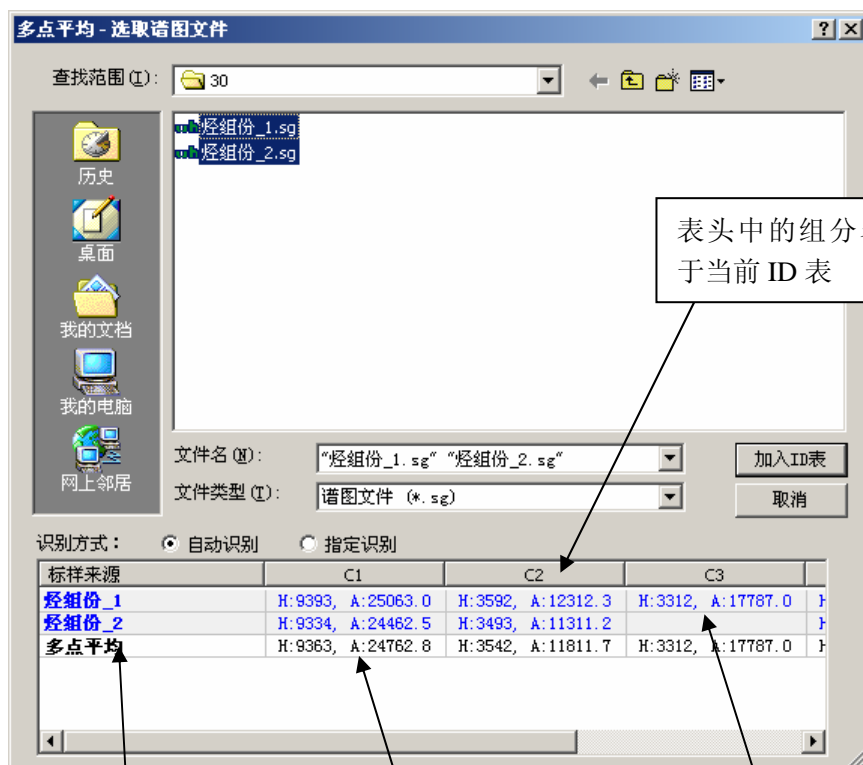 多点平均 - 选取谱图文件
查找范围(I):
30
历史
桌面
我的文档
我的电脑
网上邻居
烃组份_1.sg
烃组份_2.sg
表头中的组分
于当前 ID 表
文件名(N):
"烃组份_1.sg" "烃组份_2.sg"
加入ID表
文件类型(T):
谱图文件 (*.sg)
取消
识别方式： 自动识别 指定识别
标样来源 C1 C2 C3
烃组份_1 H:9393, A:25063.0 H:3592, A:12312.3 H:3312, A:17787.0 H
烃组份_2 H:9334, A:24462.5 H:3493, A:11311.2 H
多点平均 H:9363, A:24762.8 H:3542, A:11811.7 H:3312, A:17787.0 H